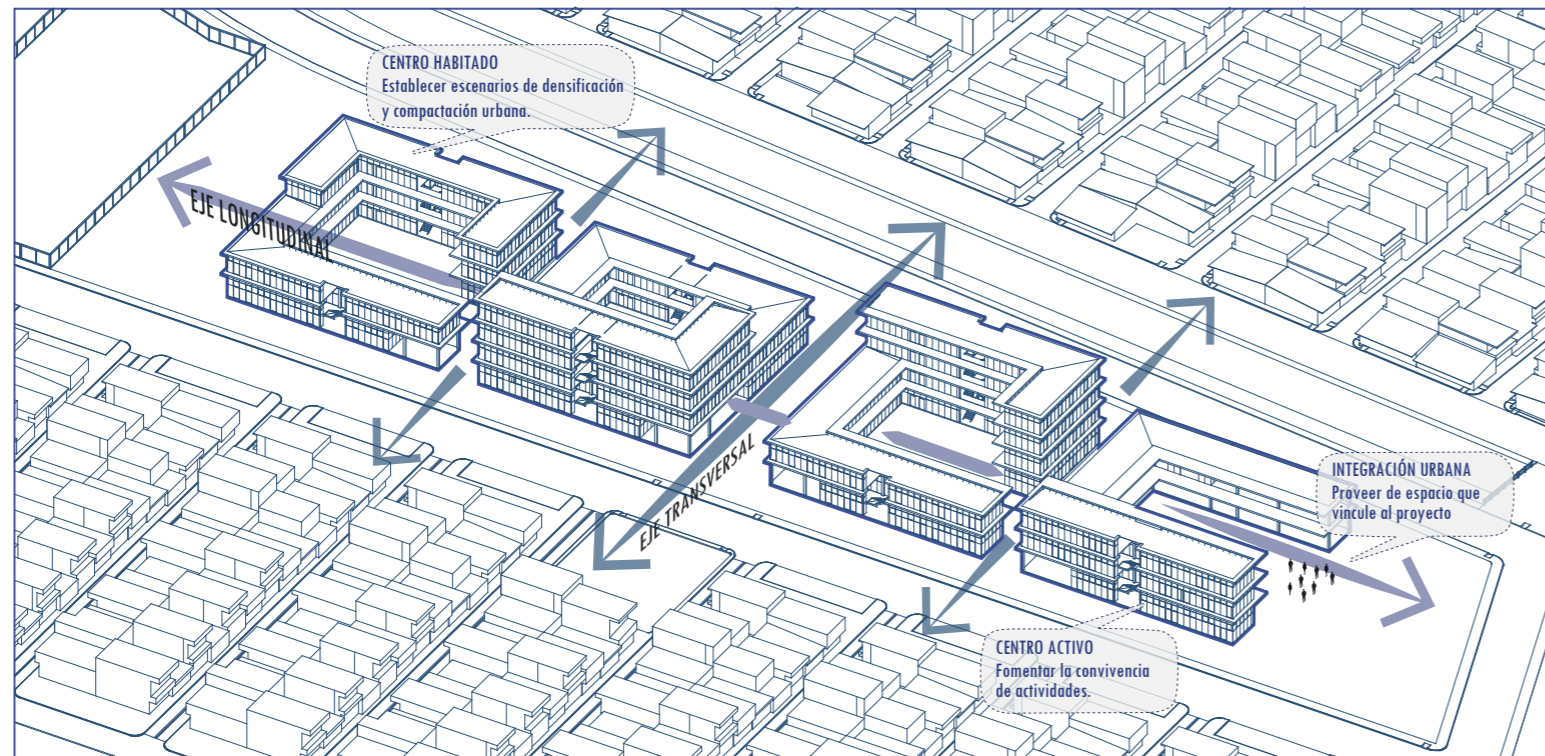 CENTRO HABITADO
Establecer escenarios de densificación
y compactación urbana.
EJE LONGITUDINAL
EJE TRANSVERSAL
INTEGRACIÓN URBANA
Proveer de espacio que
vincule al proyecto
CENTRO ACTIVO
Fomentar la convivencia
de actividades.